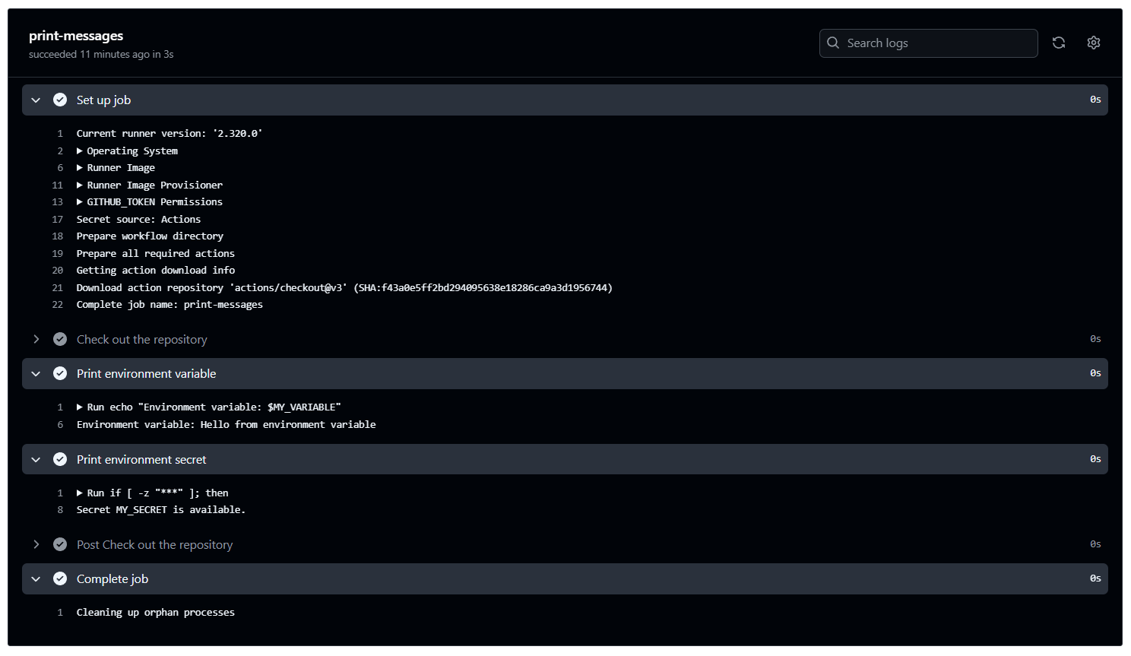 print-messages
succeeded 11 minutes ago in 3s
Search logs
Set up job 0s
1 Current runner version: '2.320.0'
2 ▶ Operating System
6 ▶ Runner Image
11 ▶ Runner Image Provisioner
13 ▶ GITHUB_TOKEN Permissions
17 Secret source: Actions
18 Prepare workflow directory
19 Prepare all required actions
20 Getting action download info
21 Download action repository 'actions/checkout@v3' (SHA:f43a0e5ff2bd294095638e18286ca9a3d1956744)
22 Complete job name: print-messages
Check out the repository 0s
Print environment variable 0s
1 ▶ Run echo "Environment variable: $MY_VARIABLE"
6 Environment variable: Hello from environment variable
Print environment secret 0s
1 ▶ Run if [ -z "***" ]; then
8 Secret MY_SECRET is available.
Post Check out the repository 0s
Complete job 0s
1 Cleaning up orphan processes